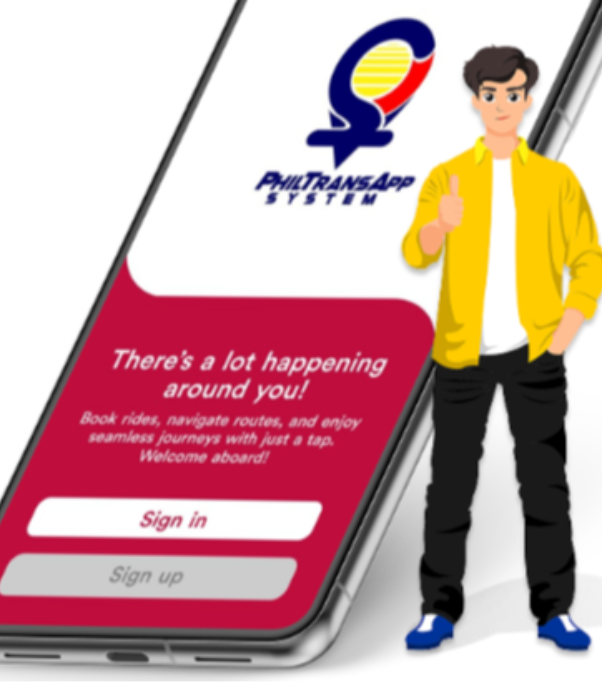 PHILTRANSAPP
SYSTEM
There's a lot happening
around you!
Book rides, navigate routes, and enjoy
seamless journeys with just a tap.
Welcome aboard!
Sign in
Sign up